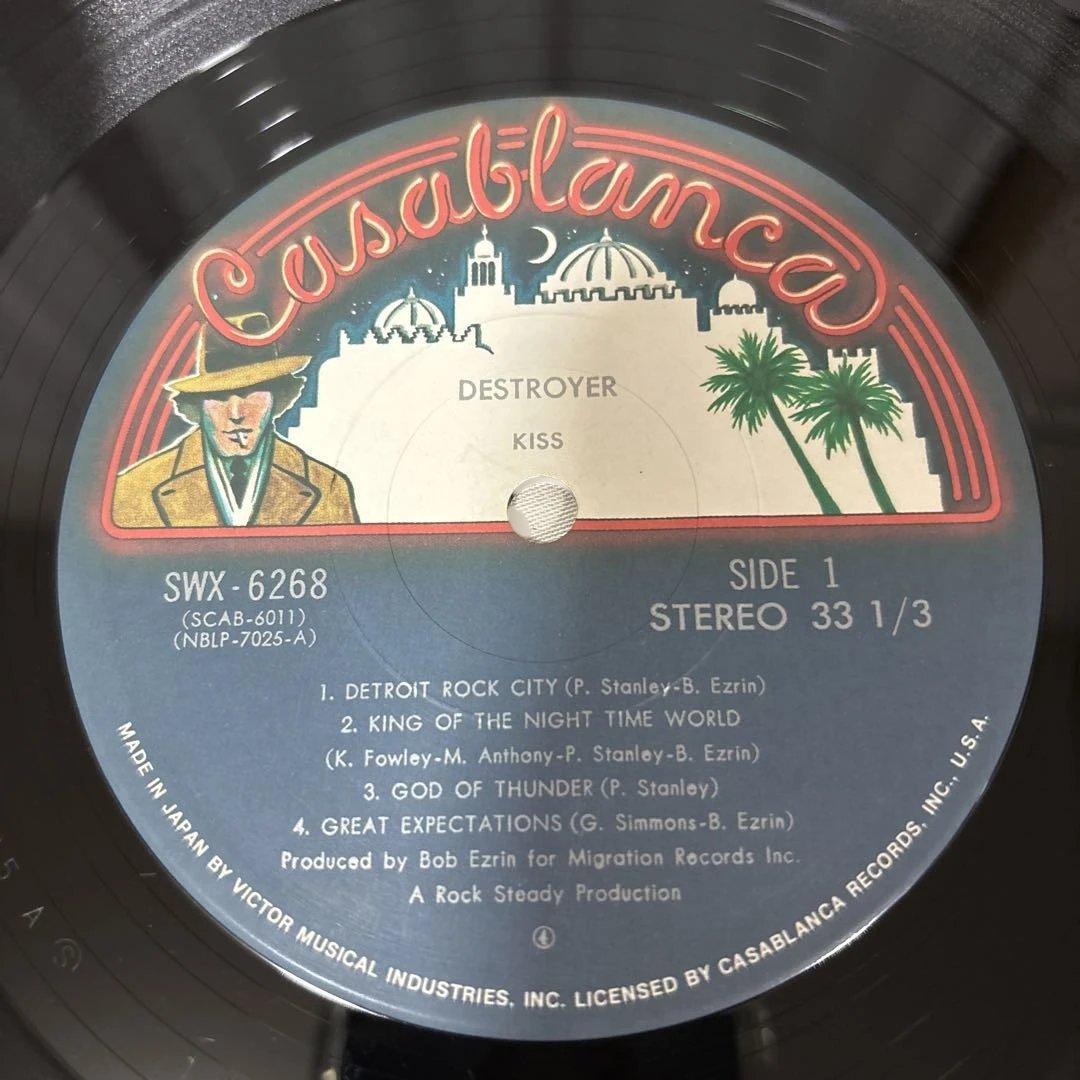 Casablanca
DESTROYER
KISS
SWX-6268
(SCAB-6011)
(NBLP-7025-A)
SIDE 1
STEREO 33 1/3
1. DETROIT ROCK CITY (P. Stanley-B. Ezrin)
2. KING OF THE NIGHT TIME WORLD
(K. Fowley-M. Anthony-P. Stanley-B. Ezrin)
3. GOD OF THUNDER (P. Stanley)
4. GREAT EXPECTATIONS (G. Simmons-B. Ezrin)
Produced by Bob Ezrin for Migration Records Inc.
A Rock Steady Production
MADE IN JAPAN BY VICTOR MUSICAL INDUSTRIES, INC. LICENSED BY CASABLANCA RECORDS, INC., U.S.A.
5 A